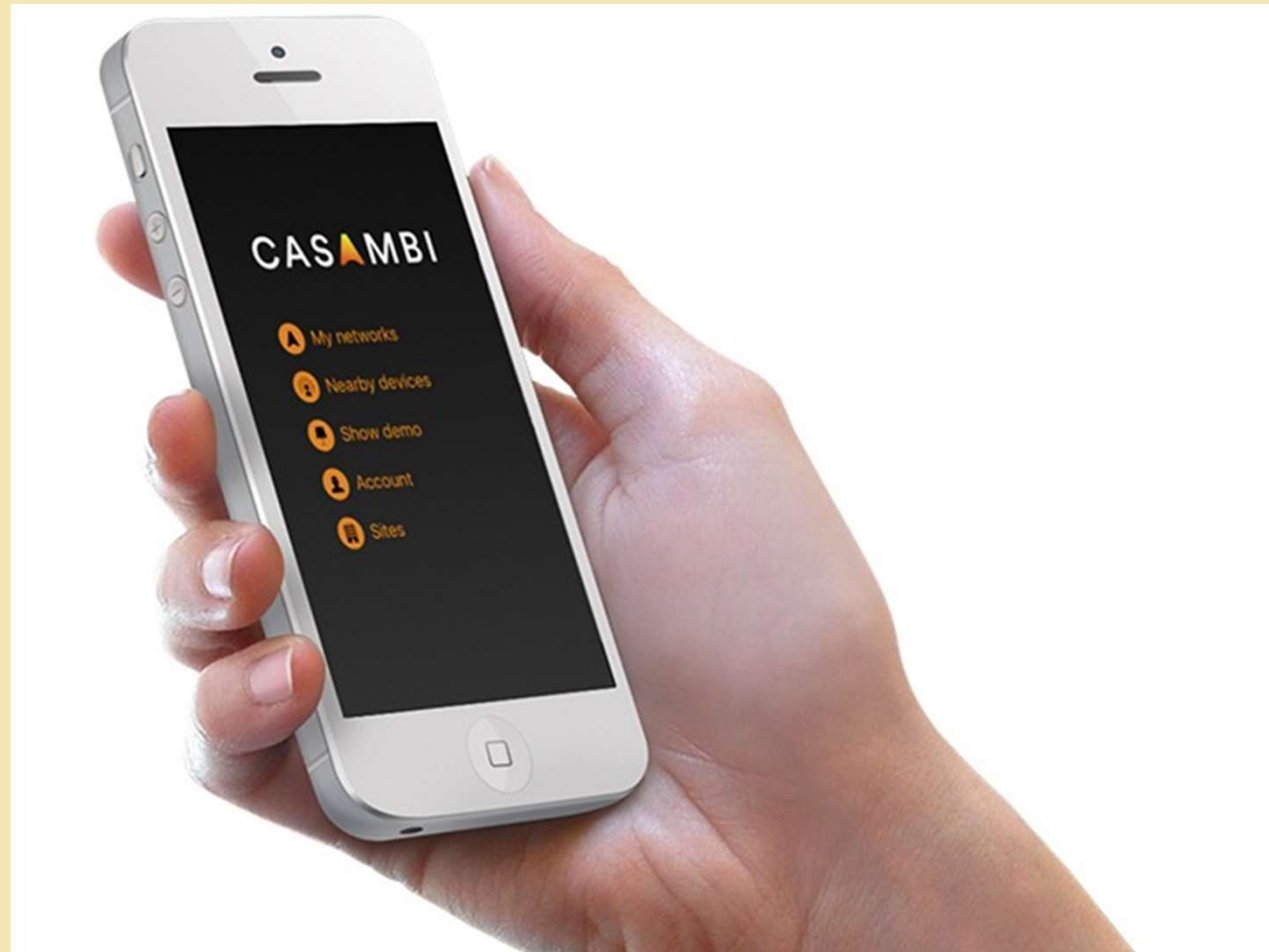 CASAMBI
My networks
Nearby devices
Show demo
Account
Sites